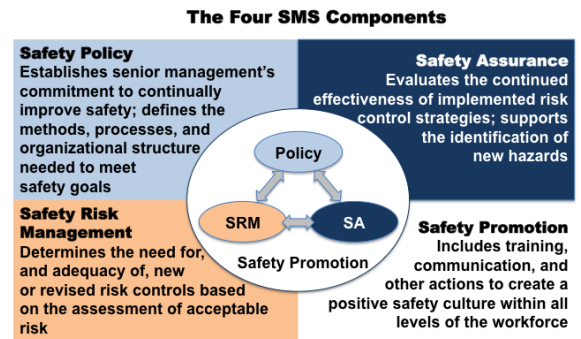 The Four SMS Components
Safety Policy
Establishes senior management's
commitment to continually
improve safety; defines the
methods, processes, and
organizational structure
needed to meet
safety goals
Safety Assurance
Evaluates the continued
effectiveness of implemented risk
control strategies; supports
the identification of
new hazards
Policy
SRM
SA
Safety Promotion
Safety Risk
Management
Determines the need for,
and adequacy of, new
or revised risk controls based
on the assessment of acceptable
risk
Safety Promotion
Includes training,
communication, and
other actions to create a
positive safety culture within all
levels of the workforce